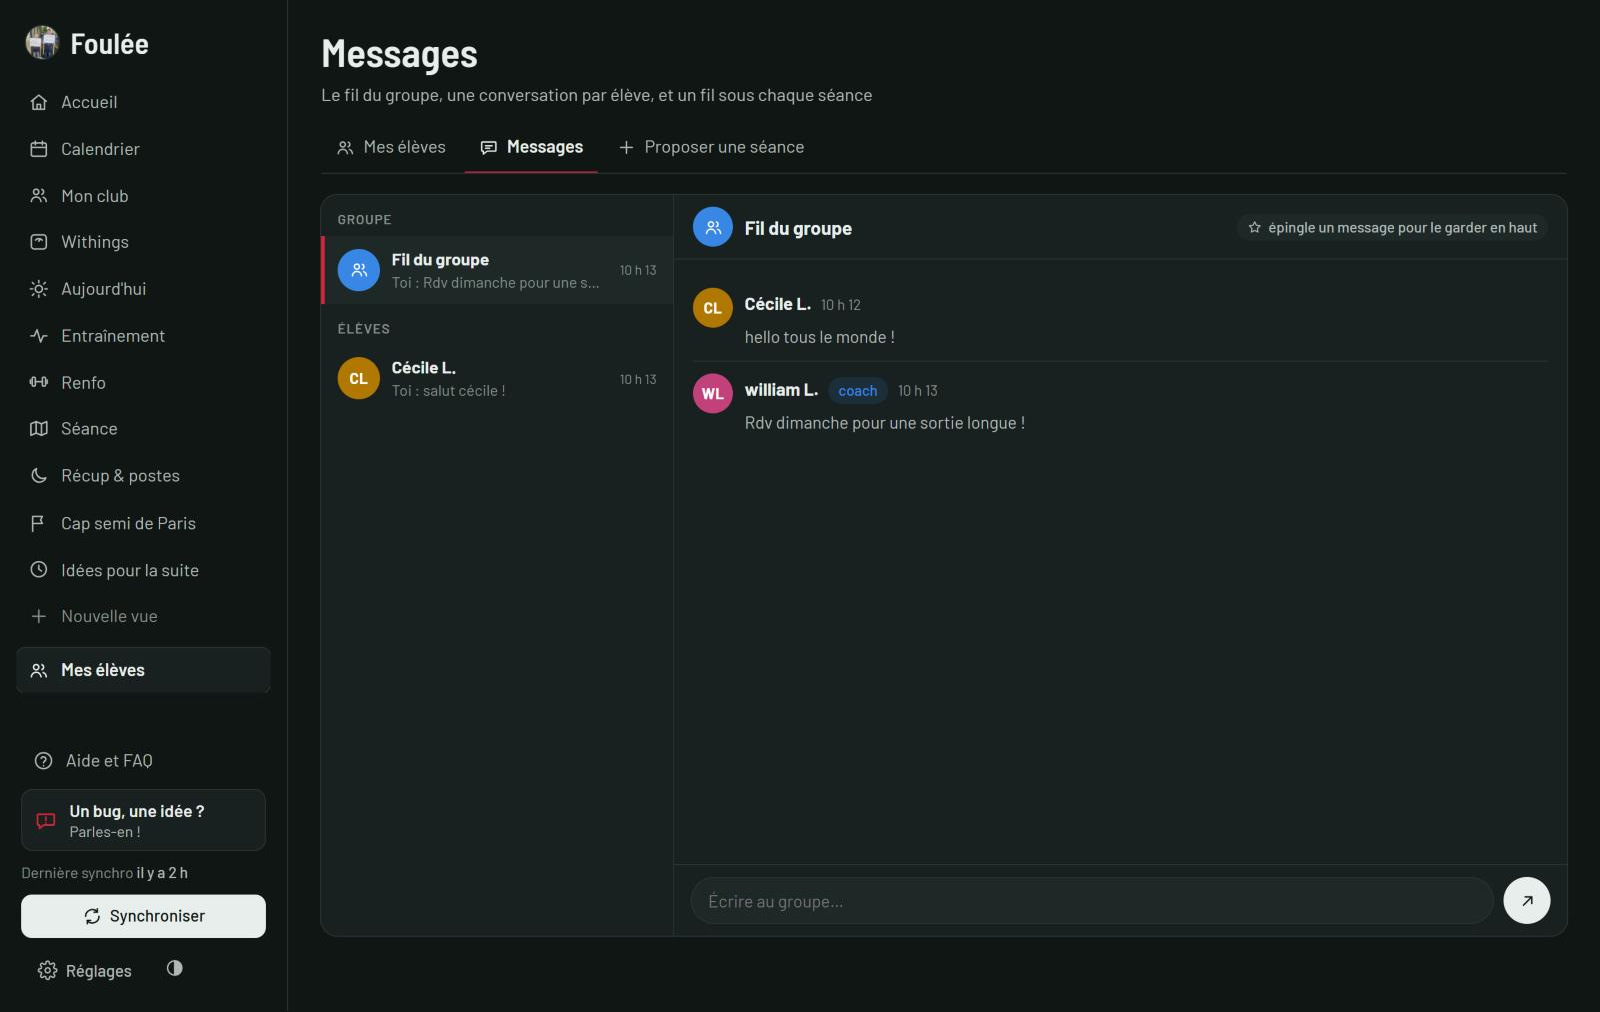 Foulée
Accueil
Calendrier
Mon club
Withings
Aujourd'hui
Entraînement
Renfo
Séance
Récup & postes
Cap semi de Paris
Idées pour la suite
Nouvelle vue
Mes élèves
Aide et FAQ
Un bug, une idée ?
Parles-en !
Dernière synchro il y a 2 h
Synchroniser
Réglages
Messages
Le fil du groupe, une conversation par élève, et un fil sous chaque séance
Mes élèves
Messages
Proposer une séance
GROUPE
Fil du groupe
10 h 13
Toi : Rdv dimanche pour une s...
ÉLÈVES
CL
Cécile L.
10 h 13
Toi : salut cécile !
Fil du groupe
épingle un message pour le garder en haut
CL
Cécile L. 10 h 12
hello tous le monde !
WL
william L. coach 10 h 13
Rdv dimanche pour une sortie longue !
Écrire au groupe...